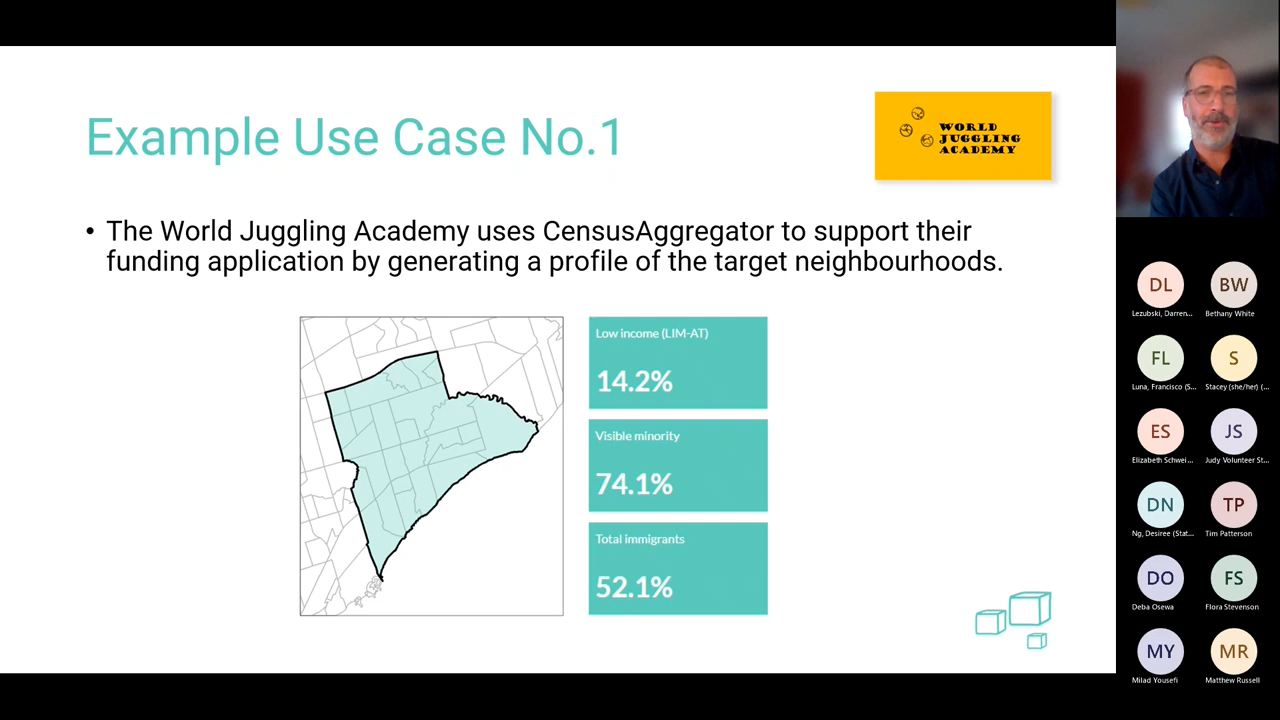 Example Use Case No.1
WORLD
JUGGLING
ACADEMY
• The World Juggling Academy uses CensusAggregator to support their
funding application by generating a profile of the target neighbourhoods.
Low income (LIM-AT)
14.2%
Visible minority
74.1%
Total immigrants
52.1%
DL
BW
Lezubski, Darren...
Bethany White
FL
S
Luna, Francisco (S...
Stacey (she/her) (...
ES
JS
Elizabeth Schwei...
Judy Volunteer St...
DN
TP
Ng, Desiree (Stat...
Tim Patterson
DO
FS
Deba Osewa
Flora Stevenson
MY
MR
Milad Yousefi
Matthew Russell